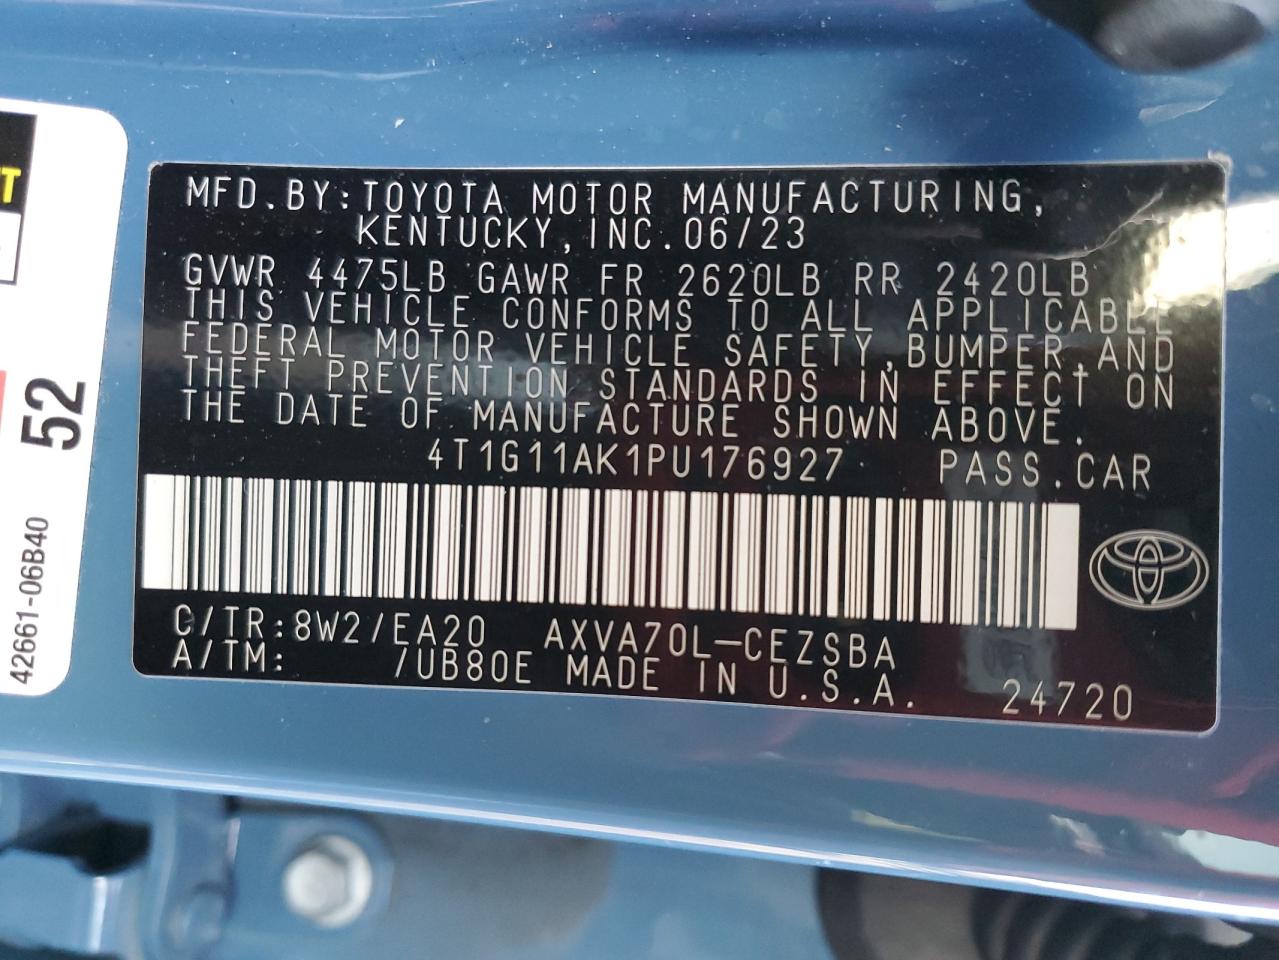 MFD.BY:TOYOTA MOTOR MANUFACTURING,
KENTUCKY,INC.06/23
GVWR 4475LB GAWR FR 2620LB RR 2420LB
THIS VEHICLE CONFORMS TO ALL APPLICABLE
FEDERAL MOTOR VEHICLE SAFETY,BUMPER,AND
THEFT PREVENTION STANDARDS IN EFFECT ON
THE DATE OF MANUFACTURE SHOWN ABOVE.
4T1G11AK1PU176927 PASS.CAR
C/TR:8W2/EA20 AXVA70L-CEZSBA
A/TM: /UB80E MADE IN U.S.A. 24720
52
42661-06B40